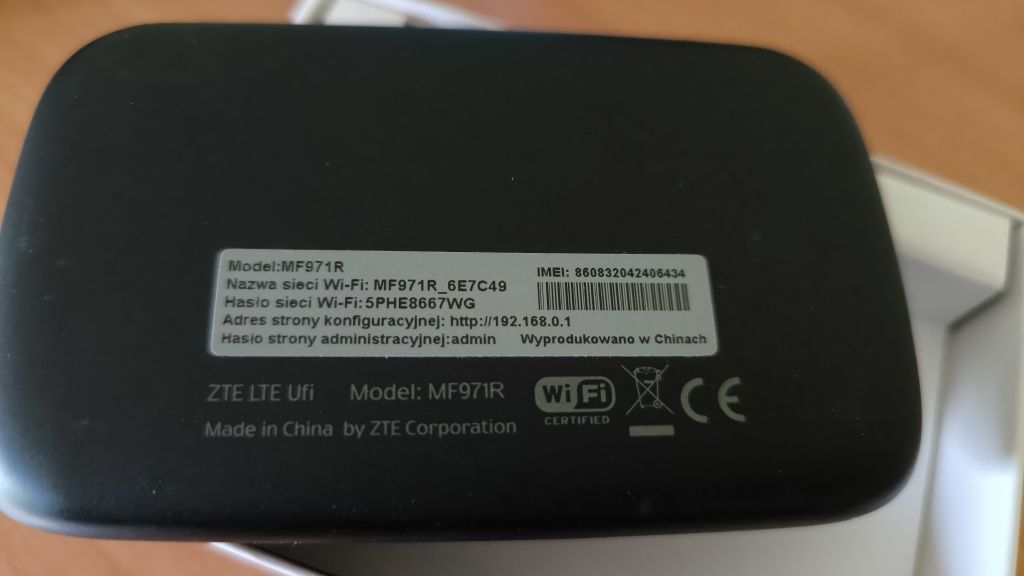 Model:MF971R
Nazwa sieci Wi-Fi: MF971R_6E7C49
Hasło sieci Wi-Fi:5PHE8667WG
Adres strony konfiguracyjnej: http://192.168.0.1
Hasło strony administracyjnej:admin
IMEI: 860832042406434
Wyprodukowano w Chinach
ZTE LTE Ufi Model: MF971R
Made in China by ZTE Corporation
Wi Fi
CERTIFIED
CE